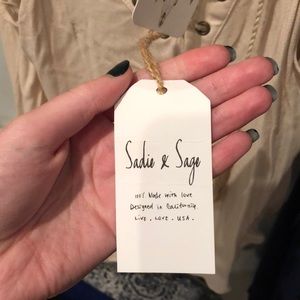 Sadie & Sage
100% Made with love
Designed in California.
Live . Love . USA .